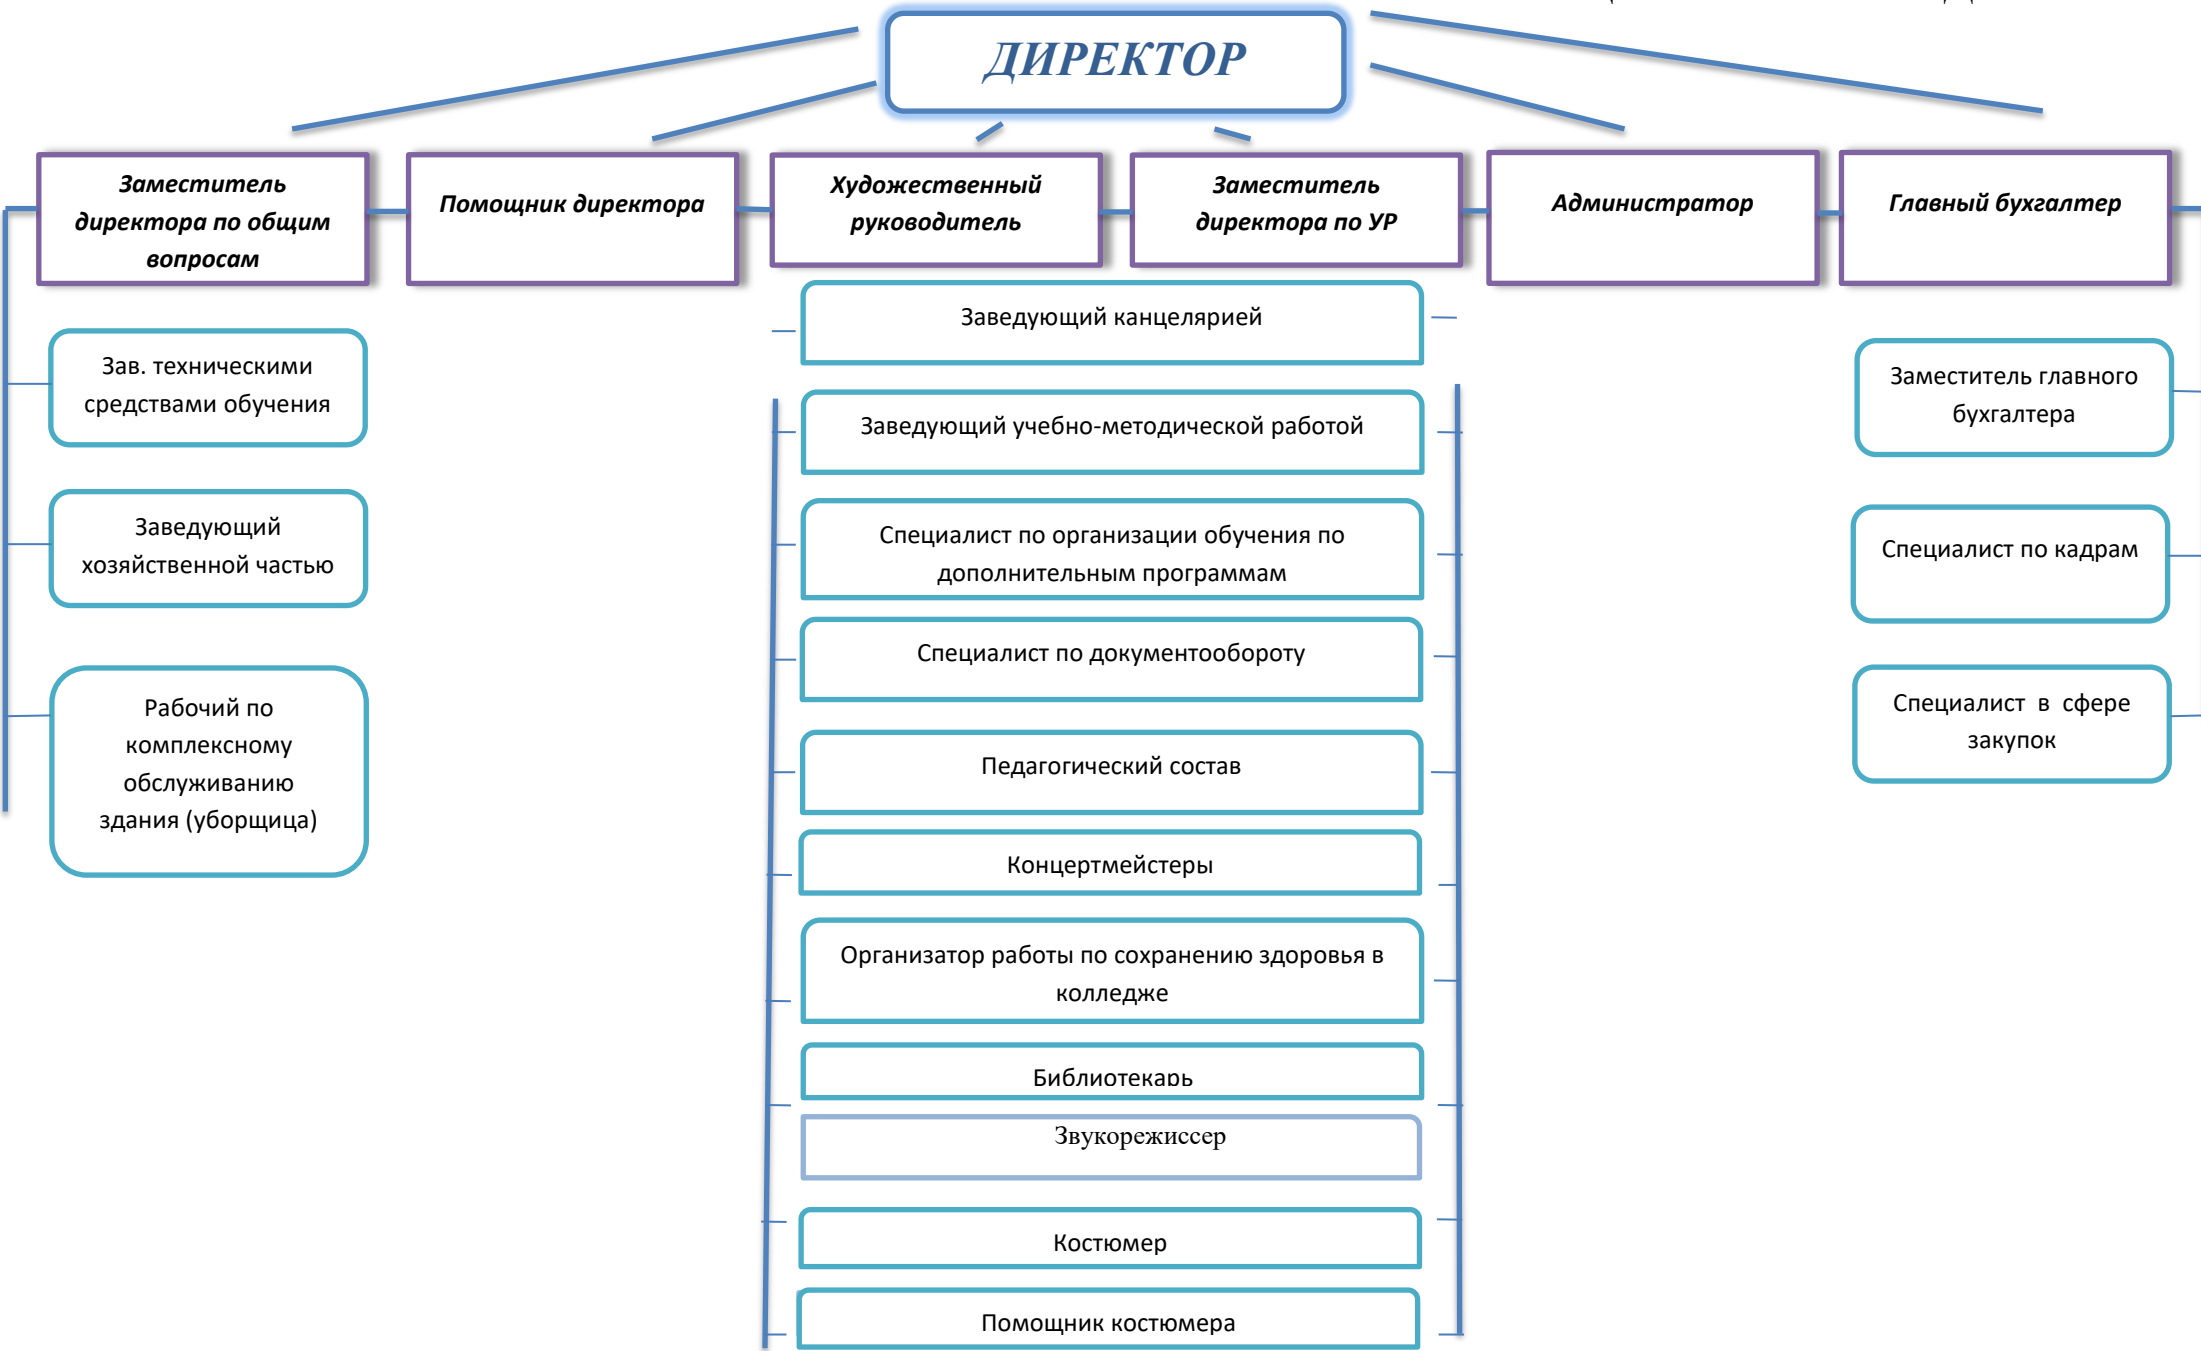 ДИРЕКТОР
Заместитель
директора по общим
вопросам
Помощник директора
Художественный
руководитель
Заместитель
директора по УР
Администратор
Главный бухгалтер
Зав. техническими
средствами обучения
Заведующий
хозяйственной частью
Рабочий по
комплексному
обслуживанию
здания (уборщица)
Заведующий канцелярией
Заведующий учебно-методической работой
Специалист по организации обучения по
дополнительным программам
Специалист по документообороту
Педагогический состав
Концертмейстеры
Организатор работы по сохранению здоровья в
колледже
Библиотекарь
Звукорежиссер
Костюмер
Помощник костюмера
Заместитель главного
бухгалтера
Специалист по кадрам
Специалист в сфере
закупок